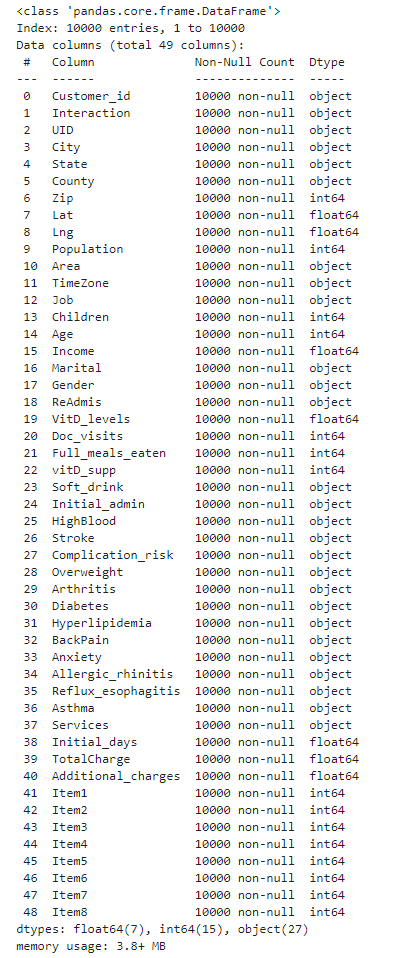 <class 'pandas.core.frame.DataFrame'>
Index: 10000 entries, 1 to 10000
Data columns (total 49 columns):
 #   Column              Non-Null Count  Dtype
---  ------              --------------  -----
 0   Customer_id         10000 non-null  object
 1   Interaction         10000 non-null  object
 2   UID                 10000 non-null  object
 3   City                10000 non-null  object
 4   State               10000 non-null  object
 5   County              10000 non-null  object
 6   Zip                 10000 non-null  int64
 7   Lat                 10000 non-null  float64
 8   Lng                 10000 non-null  float64
 9   Population          10000 non-null  int64
 10  Area                10000 non-null  object
 11  TimeZone            10000 non-null  object
 12  Job                 10000 non-null  object
 13  Children            10000 non-null  int64
 14  Age                 10000 non-null  int64
 15  Income              10000 non-null  float64
 16  Marital             10000 non-null  object
 17  Gender              10000 non-null  object
 18  ReAdmis             10000 non-null  object
 19  VitD_levels         10000 non-null  float64
 20  Doc_visits          10000 non-null  int64
 21  Full_meals_eaten    10000 non-null  int64
 22  vitD_supp           10000 non-null  int64
 23  Soft_drink          10000 non-null  object
 24  Initial_admin       10000 non-null  object
 25  HighBlood           10000 non-null  object
 26  Stroke              10000 non-null  object
 27  Complication_risk   10000 non-null  object
 28  Overweight          10000 non-null  object
 29  Arthritis           10000 non-null  object
 30  Diabetes            10000 non-null  object
 31  Hyperlipidemia      10000 non-null  object
 32  BackPain            10000 non-null  object
 33  Anxiety             10000 non-null  object
 34  Allergic_rhinitis   10000 non-null  object
 35  Reflux_esophagitis  10000 non-null  object
 36  Asthma              10000 non-null  object
 37  Services            10000 non-null  object
 38  Initial_days        10000 non-null  float64
 39  TotalCharge         10000 non-null  float64
 40  Additional_charges  10000 non-null  float64
 41  Item1               10000 non-null  int64
 42  Item2               10000 non-null  int64
 43  Item3               10000 non-null  int64
 44  Item4               10000 non-null  int64
 45  Item5               10000 non-null  int64
 46  Item6               10000 non-null  int64
 47  Item7               10000 non-null  int64
 48  Item8               10000 non-null  int64
dtypes: float64(7), int64(15), object(27)
memory usage: 3.8+ MB